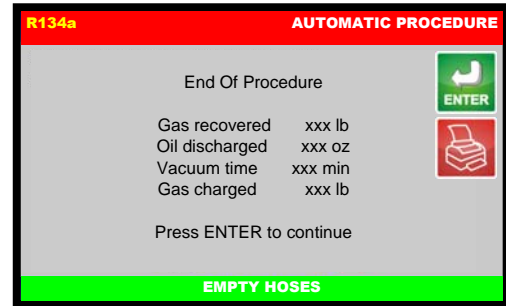 R134a AUTOMATIC PROCEDURE
End Of Procedure
ENTER
Gas recovered xxx lb
Oil discharged xxx oz
Vacuum time xxx min
Gas charged xxx lb
Press ENTER to continue
EMPTY HOSES